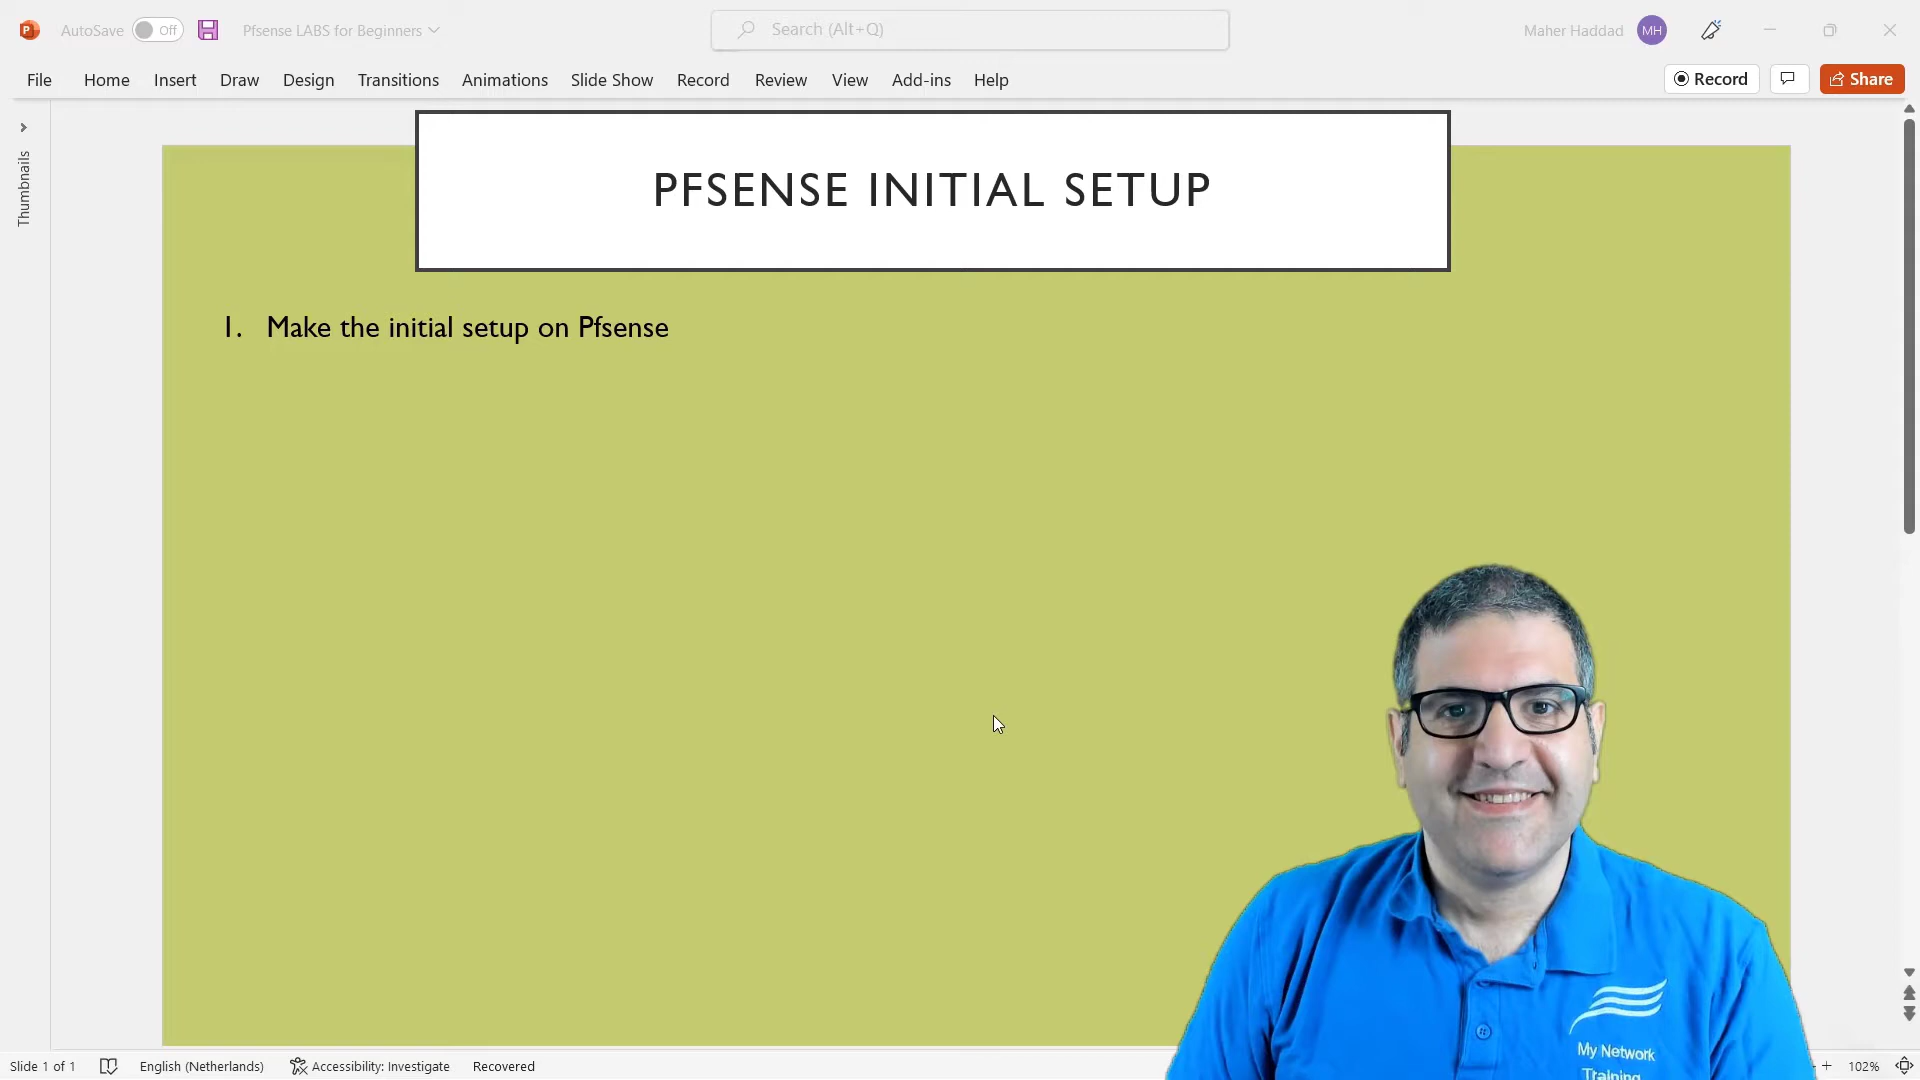 AutoSave Off Pfsense LABS for Beginners Search (Alt+Q) Maher Haddad MH
File Home Insert Draw Design Transitions Animations Slide Show Record Review View Add-ins Help Record Share
Thumbnails
PFSENSE INITIAL SETUP
1. Make the initial setup on Pfsense
My Network
Training
Slide 1 of 1 English (Netherlands) Accessibility: Investigate Recovered 102%